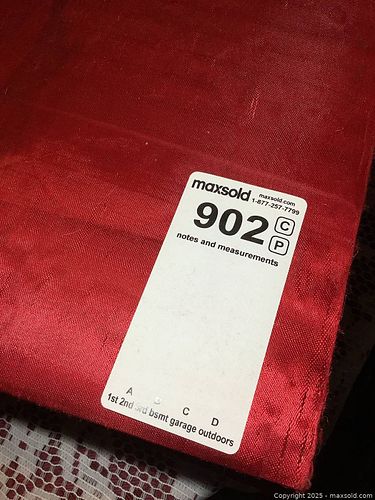 maxsold maxsold.com
1-877-257-7799
902 C
P
notes and measurements
A C D
1st 2nd 3rd bsmt garage outdoors
Copyright 2025 - maxsold.com